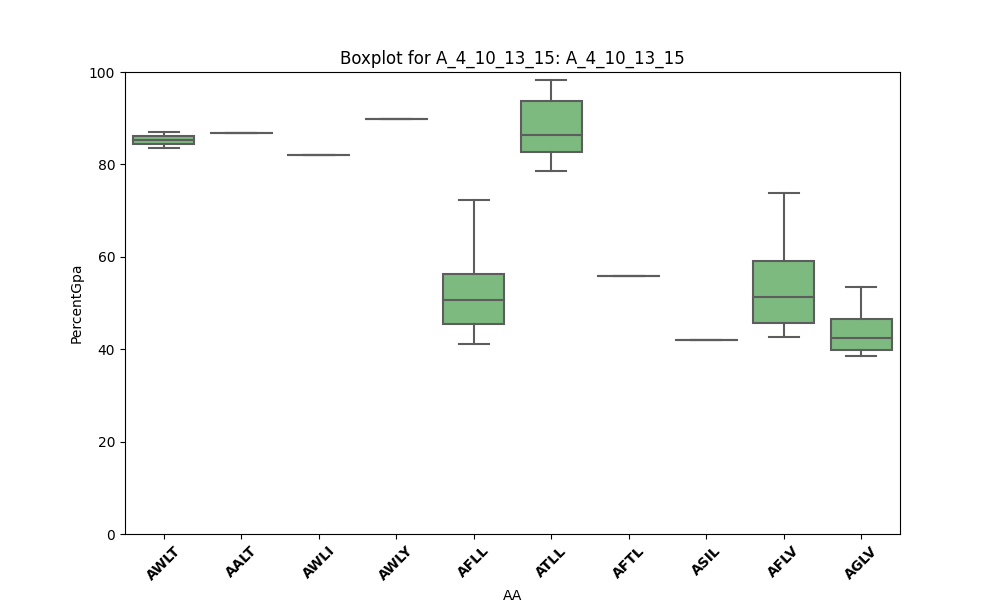 Boxplot for A_4_10_13_15: A_4_10_13_15
100
80
60
40
20
0
PercentGpa
AWLT
AALT
AWLI
AWLY
AFLL
ATLL
AFTL
ASIL
AFLV
AGLV
AA